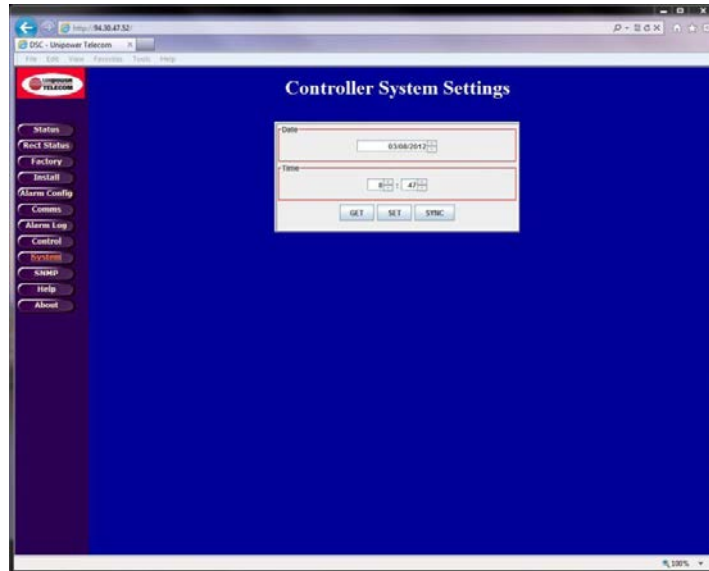 http://94.30.47.52/
DSC - Unipower Telecom
File Edit View Favorites Tools Help
TELECOM
Controller System Settings
Status
Rect Status
Factory
Install
Alarm Config
Comms
Alarm Log
Control
System
SNMP
Help
About
Date
03/08/2012
Time
8 : 47
GET SET SYNC
100%